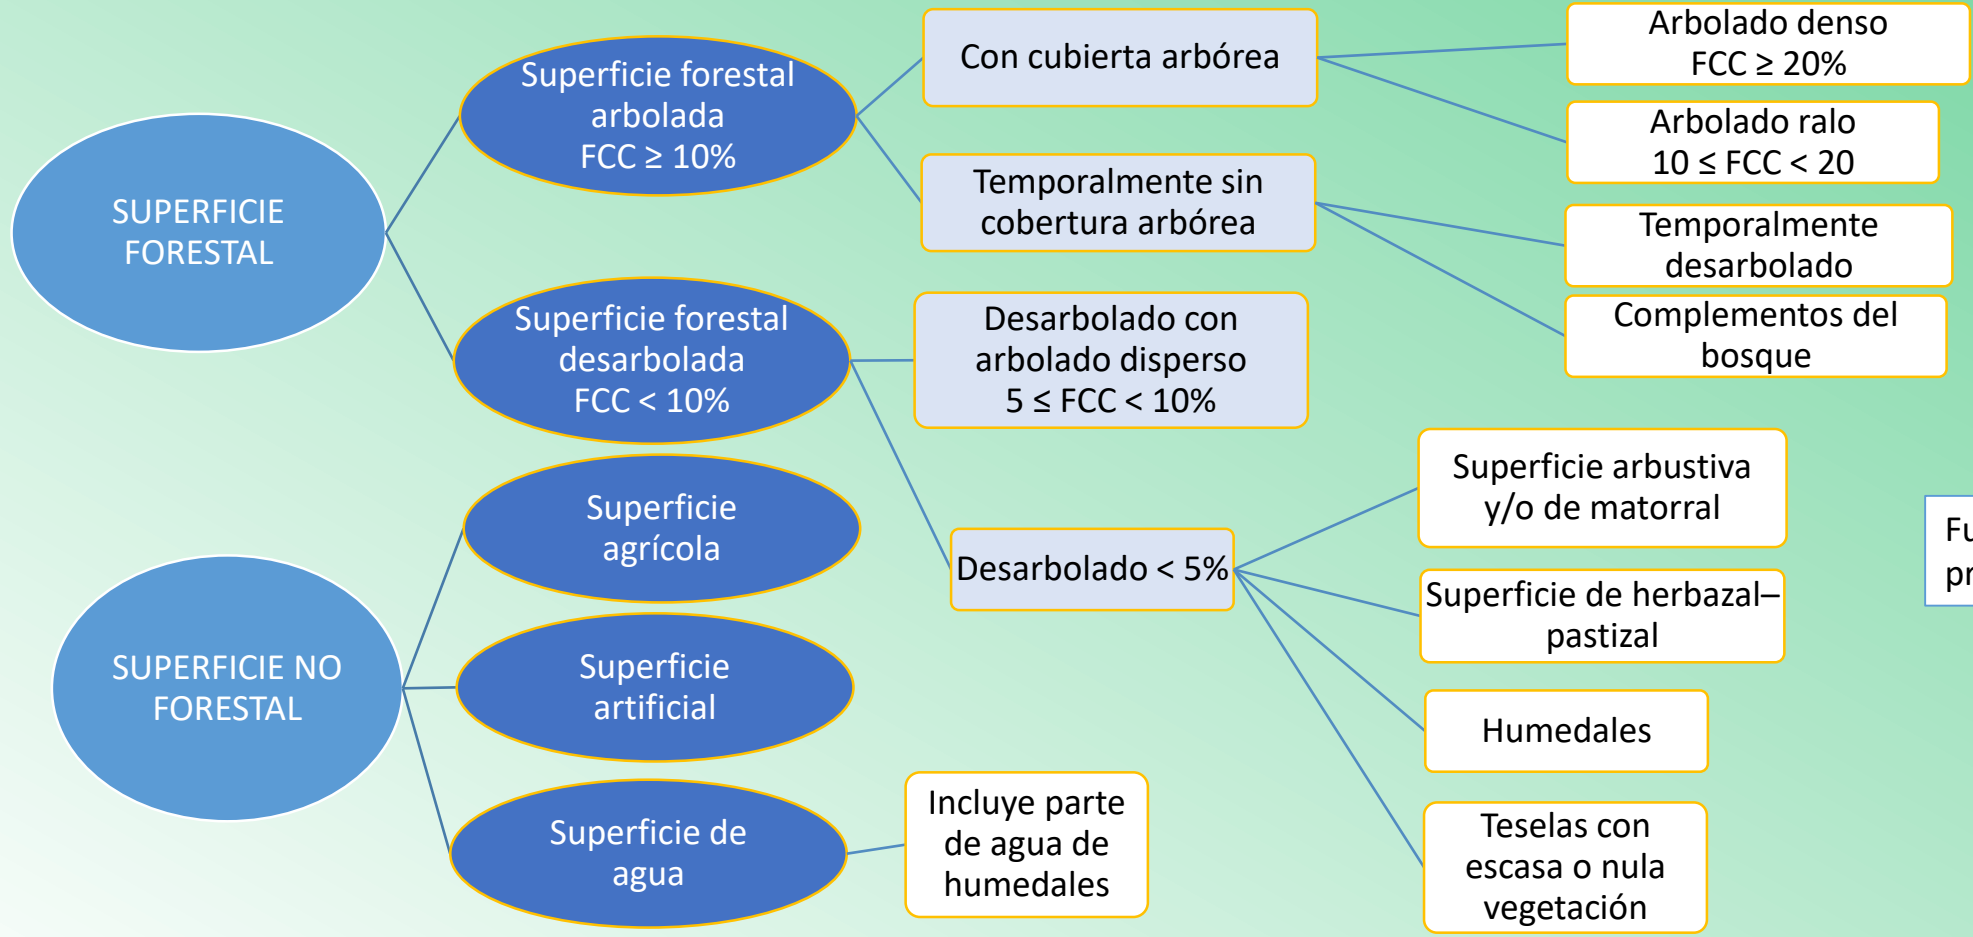 SUPERFICIE
FORESTAL
Superficie forestal
arbolada
FCC ≥ 10%
Con cubierta arbórea
Arbolado denso
FCC ≥ 20%
Arbolado ralo
10 ≤ FCC < 20
Temporalmente sin
cobertura arbórea
Temporalmente
desarbolado
Complementos del
bosque
Superficie forestal
desarbolada
FCC < 10%
Desarbolado con
arbolado disperso
5 ≤ FCC < 10%
Desarbolado < 5%
Superficie arbustiva
y/o de matorral
Superficie de herbazal–
pastizal
Humedales
Teselas con
escasa o nula
vegetación
SUPERFICIE NO
FORESTAL
Superficie
agrícola
Superficie
artificial
Superficie de
agua
Incluye parte
de agua de
humedales